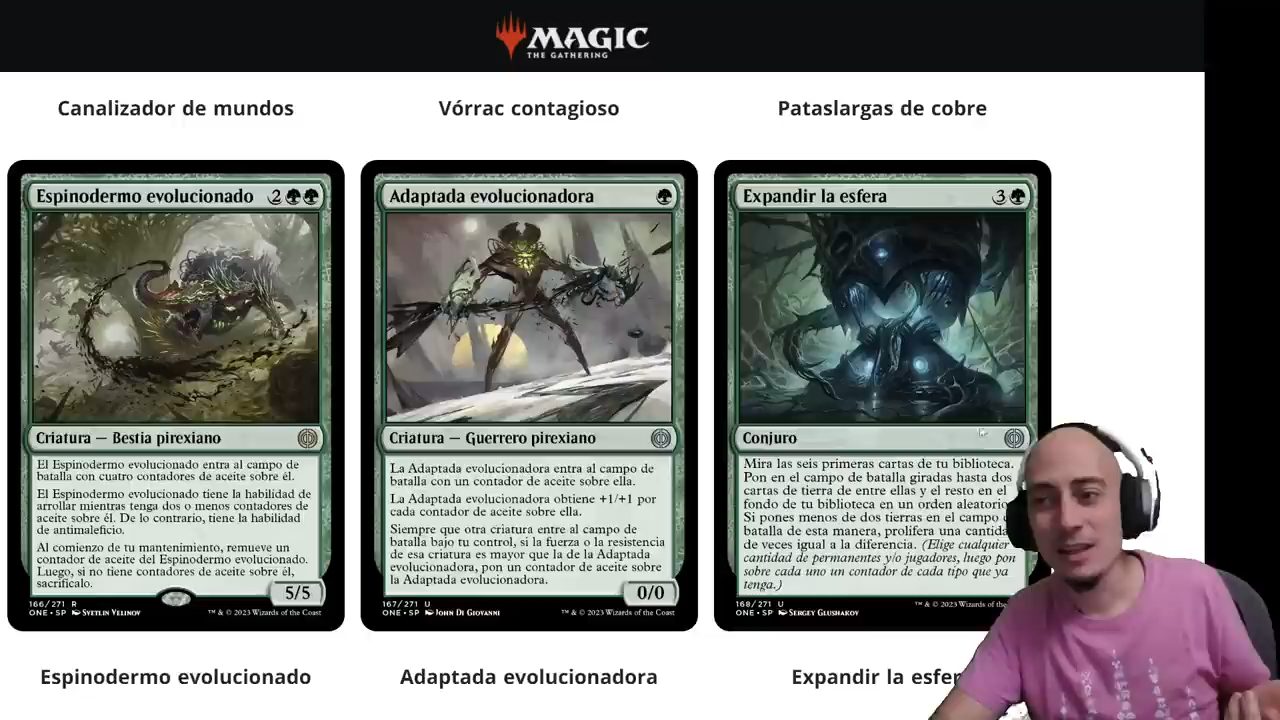 MAGIC
THE GATHERING
Canalizador de mundos
Vórrac contagioso
Pataslargas de cobre
Espinodermo evolucionado 2
Criatura — Bestia pirexiano
El Espinodermo evolucionado entra al campo de
batalla con cuatro contadores de aceite sobre él.
El Espinodermo evolucionado tiene la habilidad de
arrollar mientras tenga dos o menos contadores de
aceite sobre él. De lo contrario, tiene la habilidad
de antimaleficio.
Al comienzo de tu mantenimiento, remueve un
contador de aceite del Espinodermo evolucionado.
Luego, si no tiene contadores de aceite sobre él,
sacrifícalo.
5/5
166/271 R
ONE • SP Svetlin Velinov
™ & © 2023 Wizards of the Coast
Adaptada evolucionadora
Criatura — Guerrero pirexiano
La Adaptada evolucionadora entra al campo de
batalla con un contador de aceite sobre ella.
La Adaptada evolucionadora obtiene +1/+1 por
cada contador de aceite sobre ella.
Siempre que otra criatura entre al campo de
batalla bajo tu control, si la fuerza o la resistencia
de esa criatura es mayor que la de la Adaptada
evolucionadora, pon un contador de aceite sobre
la Adaptada evolucionadora.
0/0
167/271 U
ONE • SP John Di Giovanni
™ & © 2023 Wizards of the Coast
Expandir la esfera 3
Conjuro
Mira las seis primeras cartas de tu biblioteca.
Pon en el campo de batalla giradas hasta dos
cartas de tierra de entre ellas y el resto en el
fondo de tu biblioteca en un orden aleatorio
Si pones menos de dos tierras en el campo
batalla de esta manera, prolifera una cantida
de veces igual a la diferencia. (Elige cualquier
cantidad de permanentes y/o jugadores, luego pon
sobre cada uno un contador de cada tipo que ya
tenga.)
168/271 U
ONE • SP Sergey Glushakov
™ & © 2023 Wizards of the
Espinodermo evolucionado
Adaptada evolucionadora
Expandir la esfer